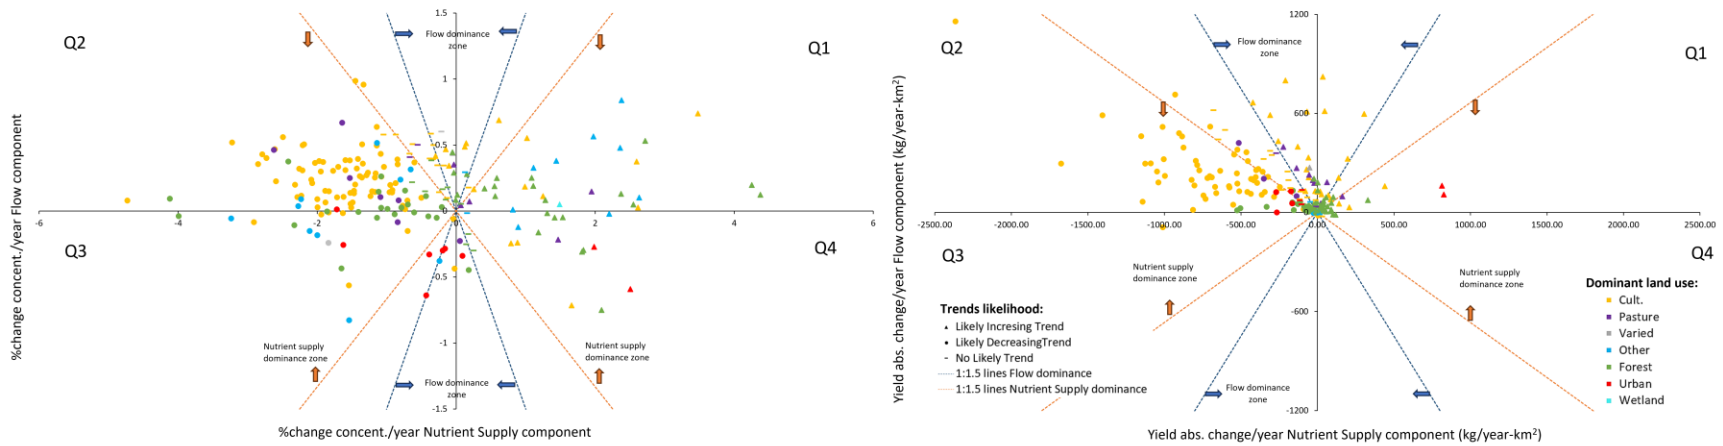 Q2
Q1
Q3
Q4
Flow dominance
zone
Nutrient supply
dominance zone
Nutrient supply
dominance zone
Flow dominance
zone
1.5
1
0.5
0
-0.5
-1
-1.5
-6
-4
-2
0
2
4
6
%change concent./year Flow component
%change concent./year Nutrient Supply component
Q2
Q1
Q3
Q4
Flow dominance
zone
Nutrient supply
dominance zone
Nutrient supply
dominance zone
Flow dominance
zone
1200
600
0
-600
-1200
-2500.00
-2000.00
-1500.00
-1000.00
-500.00
0.00
500.00
1000.00
1500.00
2000.00
2500.00
Yield abs. change/year Flow component (kg/year-km²)
Yield abs. change/year Nutrient Supply component (kg/year-km²)
Trends likelihood:
Likely Incresing Trend
Likely DecreasingTrend
No Likely Trend
1:1.5 lines Flow dominance
1:1.5 lines Nutrient Supply dominance
Dominant land use:
Cult.
Pasture
Varied
Other
Forest
Urban
Wetland